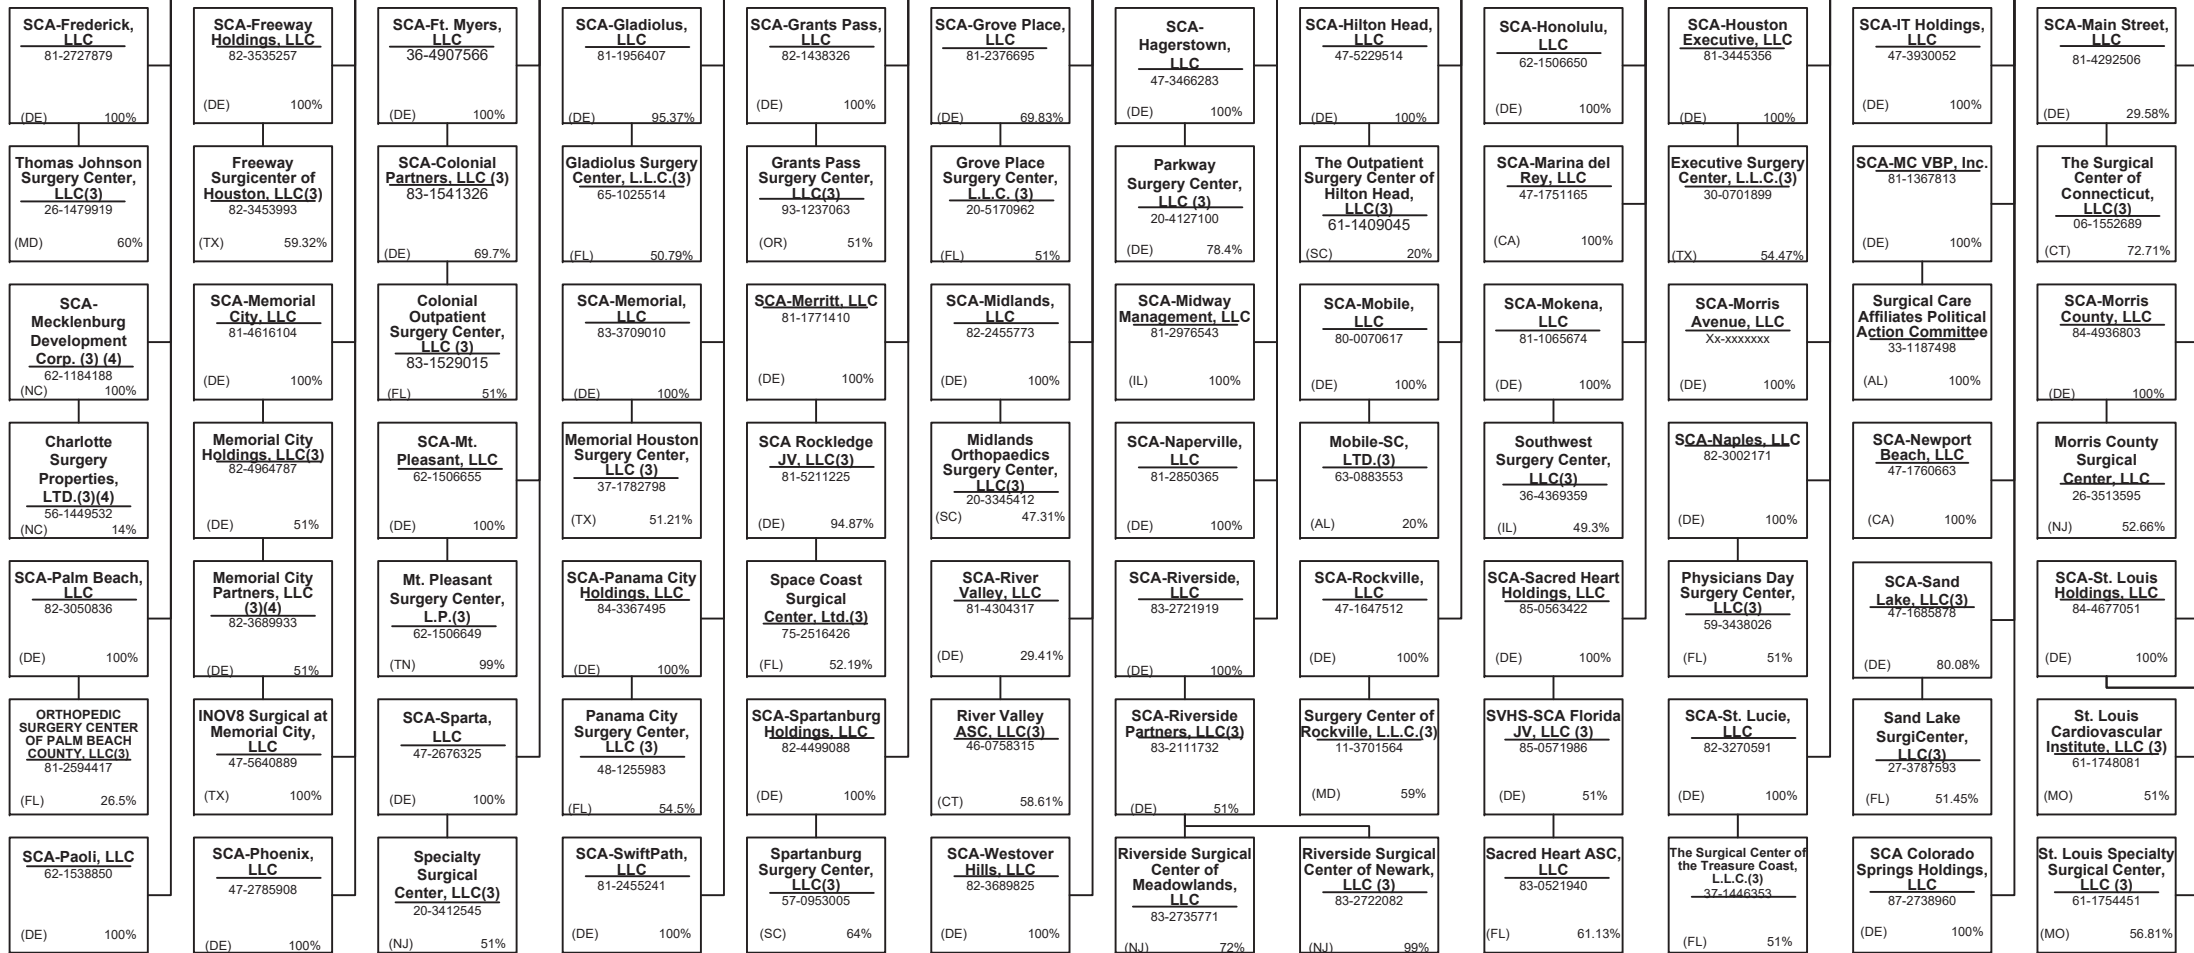 SCA-Frederick,
LLC
81-2727879
(DE) 100%
SCA-Freeway
Holdings, LLC
82-3535257
(DE) 100%
SCA-Ft. Myers,
LLC
36-4907566
(DE) 100%
SCA-Gladiolus,
LLC
81-1956407
(DE) 95.37%
SCA-Grants Pass,
LLC
82-1438326
(DE) 100%
SCA-Grove Place,
LLC
81-2376695
(DE) 69.83%
SCA-
Hagerstown,
LLC
47-3466283
(DE) 100%
SCA-Hilton Head,
LLC
47-5229514
(DE) 100%
SCA-Honolulu,
LLC
62-1506650
(DE) 100%
SCA-Houston
Executive, LLC
81-3445356
(DE) 100%
SCA-IT Holdings,
LLC
47-3930052
(DE) 100%
SCA-Main Street,
LLC
81-4292506
(DE) 29.58%
Thomas Johnson
Surgery Center,
LLC(3)
26-1479919
(MD) 60%
Freeway
Surgicenter of
Houston, LLC(3)
82-3453993
(TX) 59.32%
SCA-Colonial
Partners, LLC (3)
83-1541326
(DE) 69.7%
Gladiolus Surgery
Center, L.L.C.(3)
65-1025514
(FL) 50.79%
Grants Pass
Surgery Center,
LLC(3)
93-1237063
(OR) 51%
Grove Place
Surgery Center,
L.L.C. (3)
20-5170962
(FL) 51%
Parkway
Surgery Center,
LLC (3)
20-4127100
(DE) 78.4%
The Outpatient
Surgery Center of
Hilton Head,
LLC(3)
61-1409045
(SC) 20%
SCA-Marina del
Rey, LLC
47-1751165
(CA) 100%
Executive Surgery
Center, L.L.C.(3)
30-0701899
(TX) 54.47%
SCA-MC VBP, Inc.
81-1367813
(DE) 100%
The Surgical
Center of
Connecticut,
LLC(3)
06-1552689
(CT) 72.71%
SCA-
Mecklenburg
Development
Corp. (3) (4)
62-1184188
(NC) 100%
SCA-Memorial
City, LLC
81-4616104
(DE) 100%
Colonial
Outpatient
Surgery Center,
LLC (3)
83-1529015
(FL) 51%
SCA-Memorial,
LLC
83-3709010
(DE) 100%
SCA-Merritt, LLC
81-1771410
(DE) 100%
SCA-Midlands,
LLC
82-2455773
(DE) 100%
SCA-Midway
Management, LLC
81-2976543
(IL) 100%
SCA-Mobile,
LLC
80-0070617
(DE) 100%
SCA-Mokena,
LLC
81-1065674
(DE) 100%
SCA-Morris
Avenue, LLC
Xx-xxxxxxx
(DE) 100%
Surgical Care
Affiliates Political
Action Committee
33-1187498
(AL) 100%
SCA-Morris
County, LLC
84-4936803
(DE) 100%
Charlotte
Surgery
Properties,
LTD.(3)(4)
56-1449532
(NC) 14%
Memorial City
Holdings, LLC(3)
82-4964787
(DE) 51%
SCA-Mt.
Pleasant, LLC
62-1506655
(DE) 100%
Memorial Houston
Surgery Center,
LLC (3)
37-1782798
(TX) 51.21%
SCA Rockledge
JV, LLC(3)
81-5211225
(DE) 94.87%
Midlands
Orthopaedics
Surgery Center,
LLC(3)
20-3345412
(SC) 47.31%
SCA-Naperville,
LLC
81-2850365
(DE) 100%
Mobile-SC,
LTD.(3)
63-0883553
(AL) 20%
Southwest
Surgery Center,
LLC(3)
36-4369359
(IL) 49.3%
SCA-Naples, LLC
82-3002171
(DE) 100%
SCA-Newport
Beach, LLC
47-1760663
(CA) 100%
Morris County
Surgical
Center, LLC
26-3513595
(NJ) 52.66%
SCA-Palm Beach,
LLC
82-3050836
(DE) 100%
Memorial City
Partners, LLC
(3)(4)
82-3689933
(DE) 51%
Mt. Pleasant
Surgery Center,
L.P.(3)
62-1506649
(TN) 99%
SCA-Panama City
Holdings, LLC
84-3367495
(DE) 100%
Space Coast
Surgical
Center, Ltd.(3)
75-2516426
(FL) 52.19%
SCA-River
Valley, LLC
81-4304317
(DE) 29.41%
SCA-Riverside,
LLC
83-2721919
(DE) 100%
SCA-Rockville,
LLC
47-1647512
(DE) 100%
SCA-Sacred Heart
Holdings, LLC
85-0563422
(DE) 100%
Physicians Day
Surgery Center,
LLC(3)
59-3438026
(FL) 51%
SCA-Sand
Lake, LLC(3)
47-1685878
(DE) 80.08%
SCA-St. Louis
Holdings, LLC
84-4677051
(DE) 100%
ORTHOPEDIC
SURGERY CENTER
OF PALM BEACH
COUNTY, LLC(3)
81-2594417
(FL) 26.5%
INOV8 Surgical at
Memorial City,
LLC
47-5640889
(TX) 100%
SCA-Sparta,
LLC
47-2676325
(DE) 100%
Panama City
Surgery Center,
LLC (3)
48-1255983
(FL) 54.5%
SCA-Spartanburg
Holdings, LLC
82-4499088
(DE) 100%
River Valley
ASC, LLC(3)
46-0758315
(CT) 58.61%
SCA-Riverside
Partners, LLC(3)
83-2111732
(DE) 51%
Surgery Center of
Rockville, L.L.C.(3)
11-3701564
(MD) 59%
SVHS-SCA Florida
JV, LLC (3)
85-0571986
(DE) 51%
SCA-St. Lucie,
LLC
82-3270591
(DE) 100%
Sand Lake
SurgiCenter,
LLC(3)
27-3787593
(FL) 51.45%
St. Louis
Cardiovascular
Institute, LLC (3)
61-1748081
(MO) 51%
SCA-Paoli, LLC
62-1538850
(DE) 100%
SCA-Phoenix,
LLC
47-2785908
(DE) 100%
Specialty
Surgical
Center, LLC(3)
20-3412545
(NJ) 51%
SCA-SwiftPath,
LLC
81-2455241
(DE) 100%
Spartanburg
Surgery Center,
LLC(3)
57-0953005
(SC) 64%
SCA-Westover
Hills, LLC
82-3689825
(DE) 100%
Riverside Surgical
Center of
Meadowlands,
LLC
83-2735771
(NJ) 72%
Riverside Surgical
Center of Newark,
LLC (3)
83-2722082
(NJ) 99%
Sacred Heart ASC,
LLC
83-0521940
(FL) 61.13%
The Surgical Center of
the Treasure Coast,
L.L.C.(3)
37-1446353
(FL) 51%
SCA Colorado
Springs Holdings,
LLC
87-2738960
(DE) 100%
St. Louis Specialty
Surgical Center,
LLC (3)
61-1754451
(MO) 56.81%